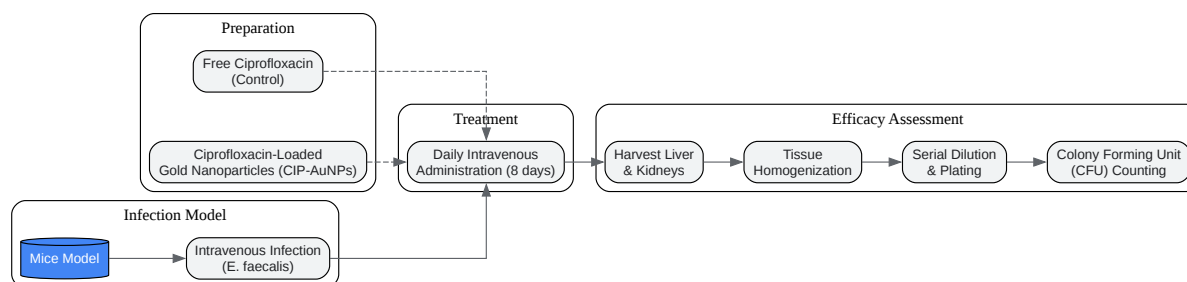 Preparation
Free Ciprofloxacin
(Control)
Ciprofloxacin-Loaded
Gold Nanoparticles (CIP-AuNPs)
Treatment
Daily Intravenous
Administration (8 days)
Efficacy Assessment
Harvest Liver
& Kidneys
Tissue
Homogenization
Serial Dilution
& Plating
Colony Forming Unit
(CFU) Counting
Infection Model
Mice Model
Intravenous Infection
(E. faecalis)